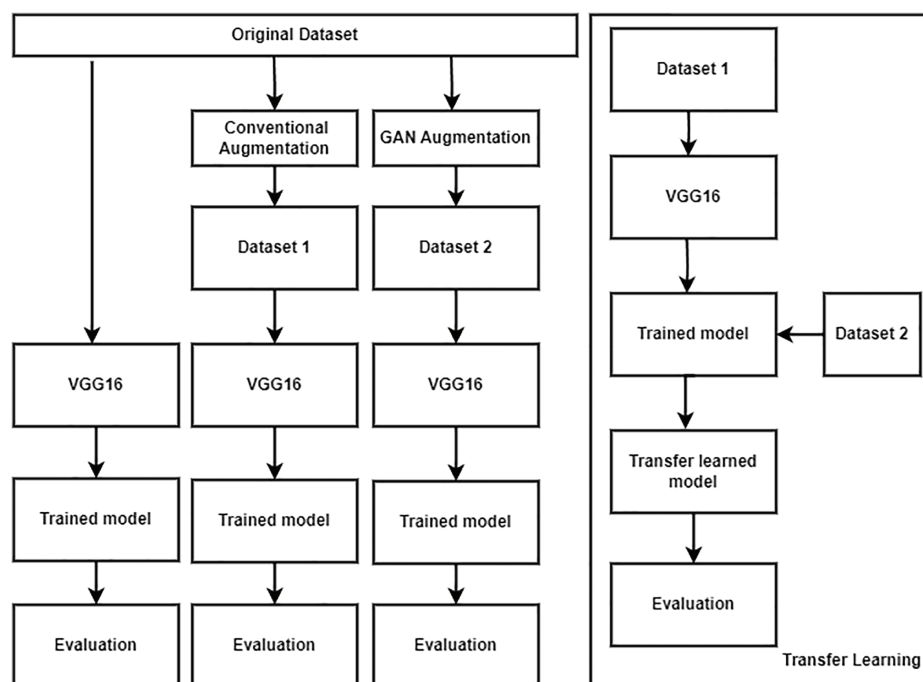 Original Dataset
Conventional
Augmentation
GAN Augmentation
Dataset 1
Dataset 2
VGG16
VGG16
VGG16
Trained model
Trained model
Trained model
Evaluation
Evaluation
Evaluation
Dataset 1
VGG16
Trained model
Dataset 2
Transfer learned
model
Evaluation
Transfer Learning